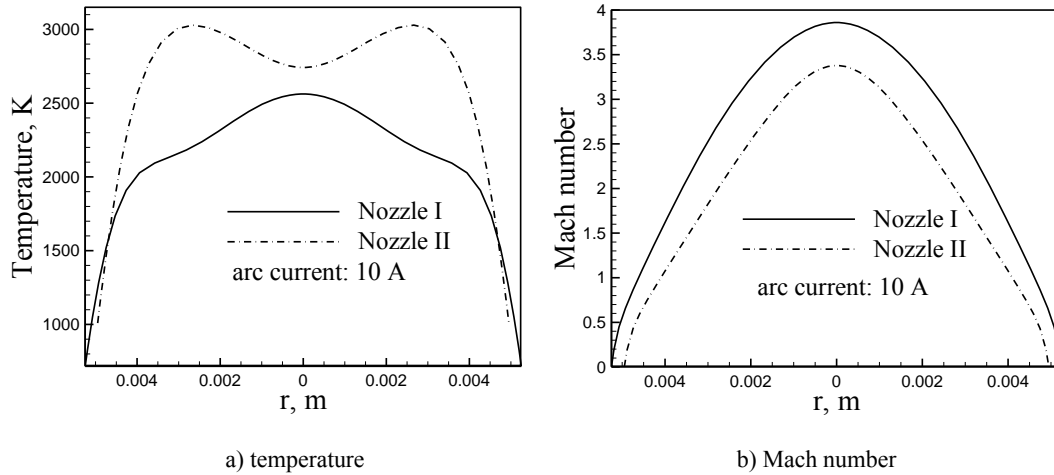 Temperature, K
3000
2500
2000
1500
1000
Nozzle I
Nozzle II
arc current: 10 A
0.004
0.002
0
0.002
0.004
r, m
a) temperature
Mach number
4
3.5
3
2.5
2
1.5
1
0.5
0
Nozzle I
Nozzle II
arc current: 10 A
0.004
0
0.002
0.004
r, m
b) Mach number